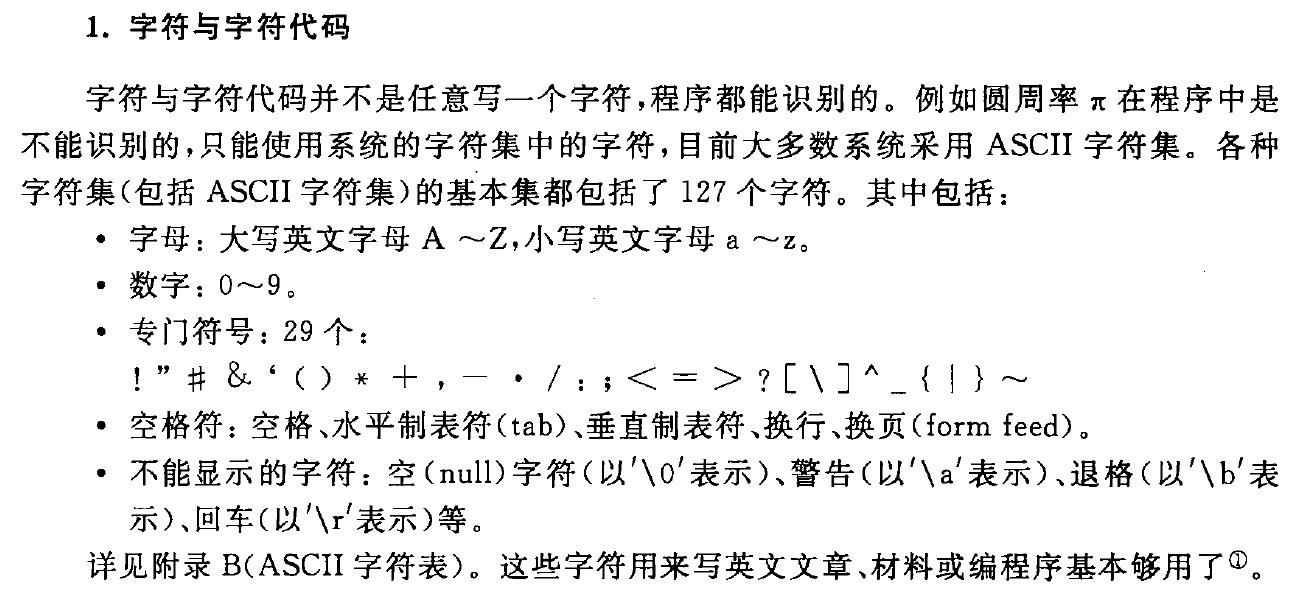 1. 字符与字符代码
字符与字符代码并不是任意写一个字符,程序都能识别的。例如圆周率 π 在程序中是
不能识别的,只能使用系统的字符集中的字符,目前大多数系统采用 ASCII 字符集。各种
字符集(包括 ASCII 字符集)的基本集都包括了 127 个字符。其中包括:
• 字母:大写英文字母 A ~Z,小写英文字母 a ~z。
• 数字:0~9。
• 专门符号:29 个:
! ” # & ‘ ( ) * + , — · / : ; < = > ? [ \ ] ^ _ { | } ~
• 空格符:空格、水平制表符(tab)、垂直制表符、换行、换页(form feed)。
• 不能显示的字符:空(null)字符(以'\0'表示)、警告(以'\a'表示)、退格(以'\b'表
示)、回车(以'\r'表示)等。
详见附录 B(ASCII 字符表)。这些字符用来写英文文章、材料或编程序基本够用了①。